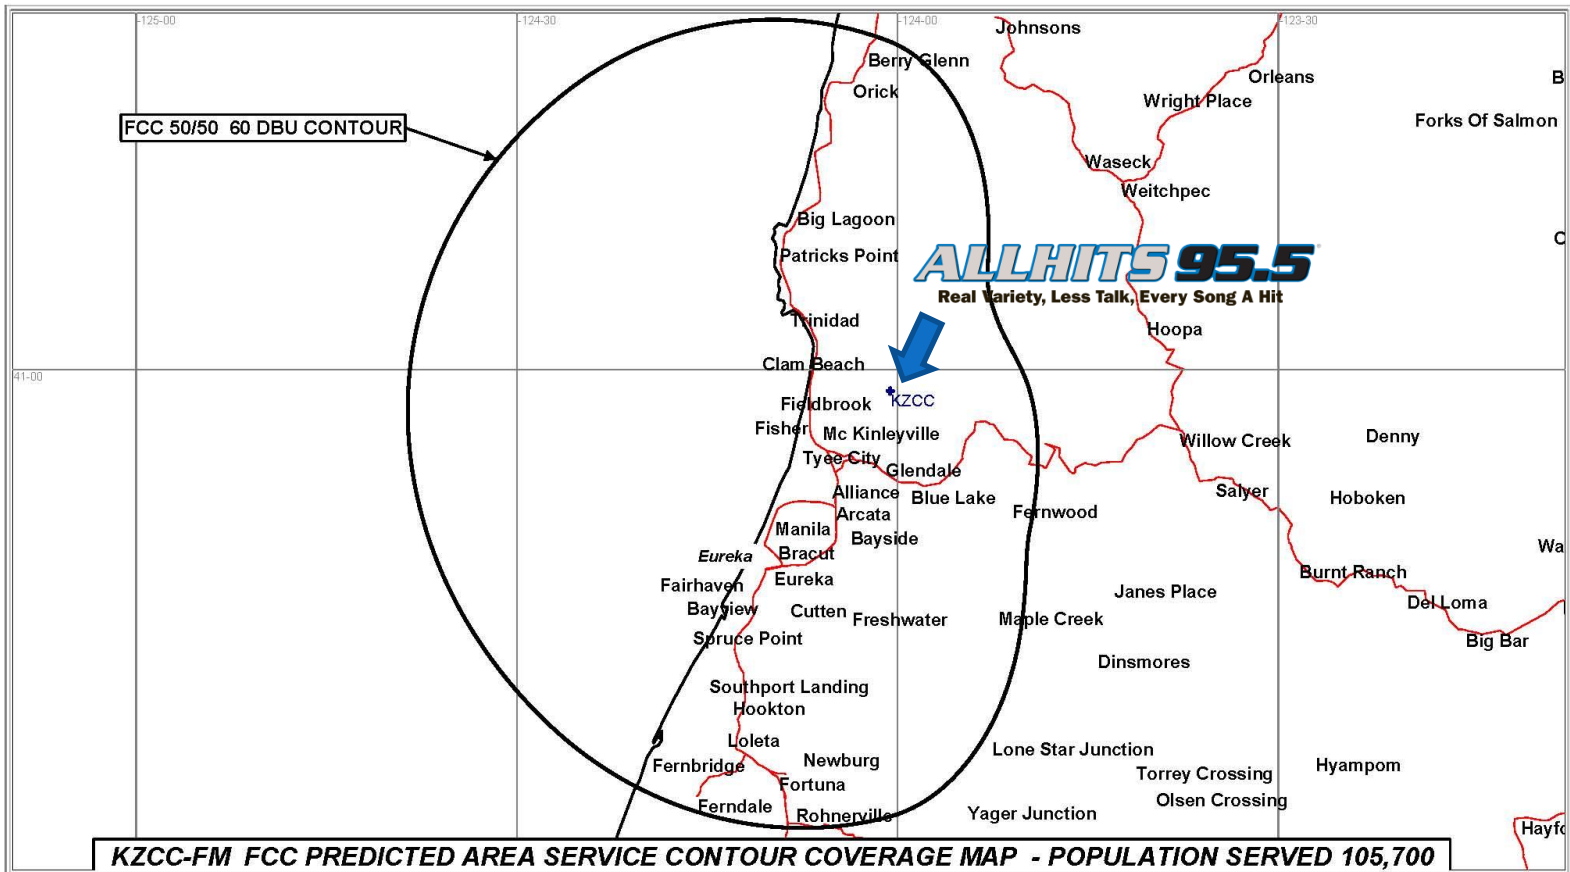 -125-00
-124-30
-124-00
-123-30
Johnsons
Berry Glenn
Orleans
B
Orick
Wright Place
Forks Of Salmon
FCC 50/50 60 DBU CONTOUR
Waseck
Weitchpec
Big Lagoon
C
Patricks Point
ALLHITS 95.5
Real Variety, Less Talk, Every Song A Hit
Trinidad
Hoopa
Clam Beach
41-00
KZCC
Fieldbrook
Fisher
Mc Kinleyville
Willow Creek
Denny
Tyee City
Glendale
Alliance
Blue Lake
Salyer
Hoboken
Arcata
Fernwood
Manila
Bayside
Eureka
Bracut
Wa
Fairhaven
Eureka
Burnt Ranch
Bayview
Cutten
Freshwater
Janes Place
Maple Creek
Del Loma
Spruce Point
Big Bar
Dinsmores
Southport Landing
Hookton
Loleta
Lone Star Junction
Fernbridge
Newburg
Hyampom
Fortuna
Torrey Crossing
Ferndale
Olsen Crossing
Rohnerville
Yager Junction
Hayfo
KZCC-FM FCC PREDICTED AREA SERVICE CONTOUR COVERAGE MAP - POPULATION SERVED 105,700